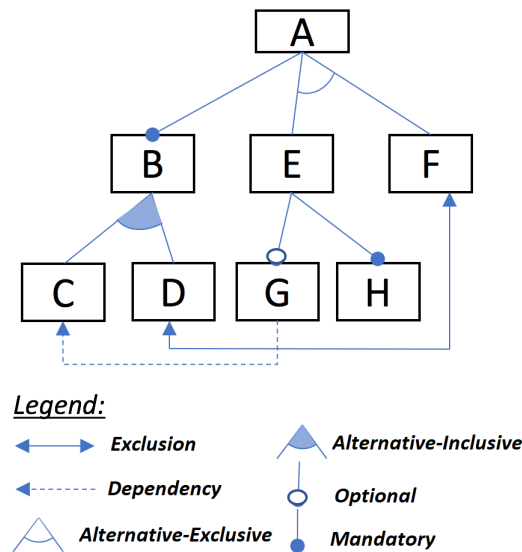 A
B
E
F
C
D
G
H
Legend:
Exclusion
Alternative-Inclusive
Dependency
Optional
Alternative-Exclusive
Mandatory